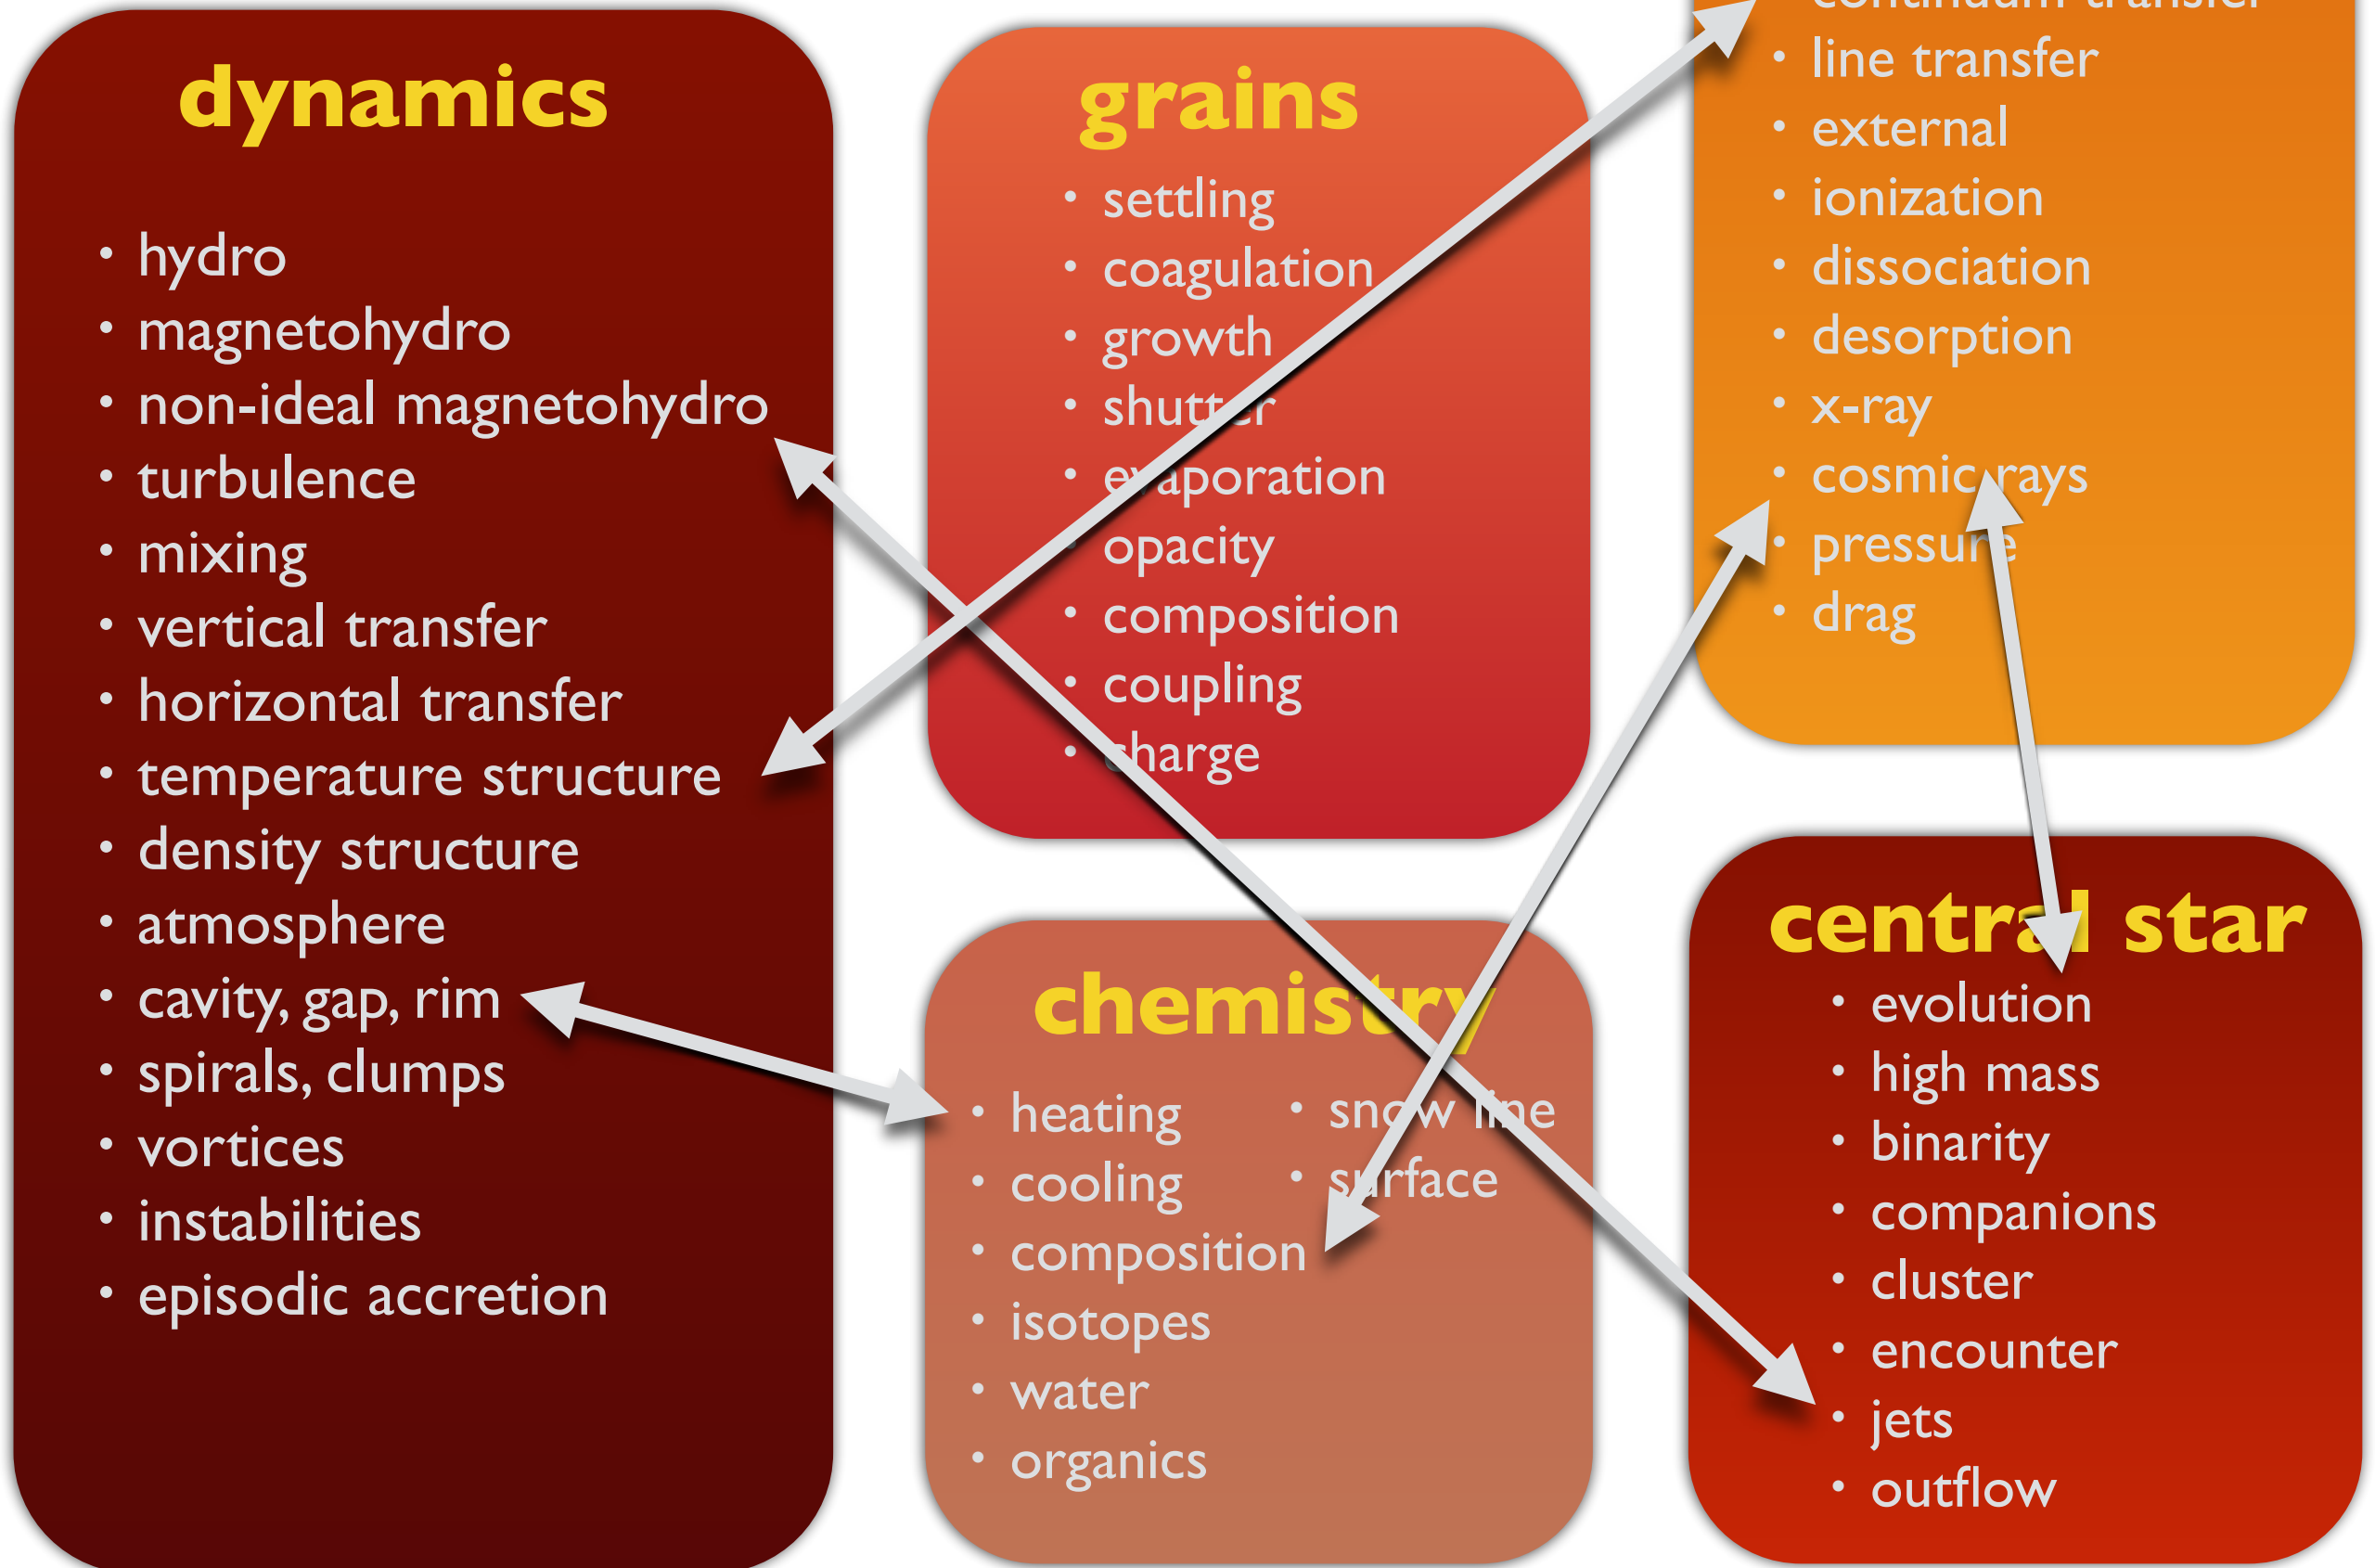 dynamics
• hydro
• magnetohydro
• non-ideal magnetohydro
• turbulence
• mixing
• vertical transfer
• horizontal transfer
• temperature structure
• density structure
• atmosphere
• cavity, gap, rim
• spirals, clumps
• vortices
• instabilities
• episodic accretion
grains
• settling
• coagulation
• growth
• shutter
• evaporation
• opacity
• composition
• coupling
• charge
chemistry
• heating
• cooling
• composition
• isotopes
• water
• organics
• snow line
• surface
continuum transfer
• line transfer
• external
• ionization
• dissociation
• desorption
• x-ray
• cosmic rays
• pressure
• drag
central star
• evolution
• high mass
• binarity
• companions
• cluster
• encounter
• jets
• outflow